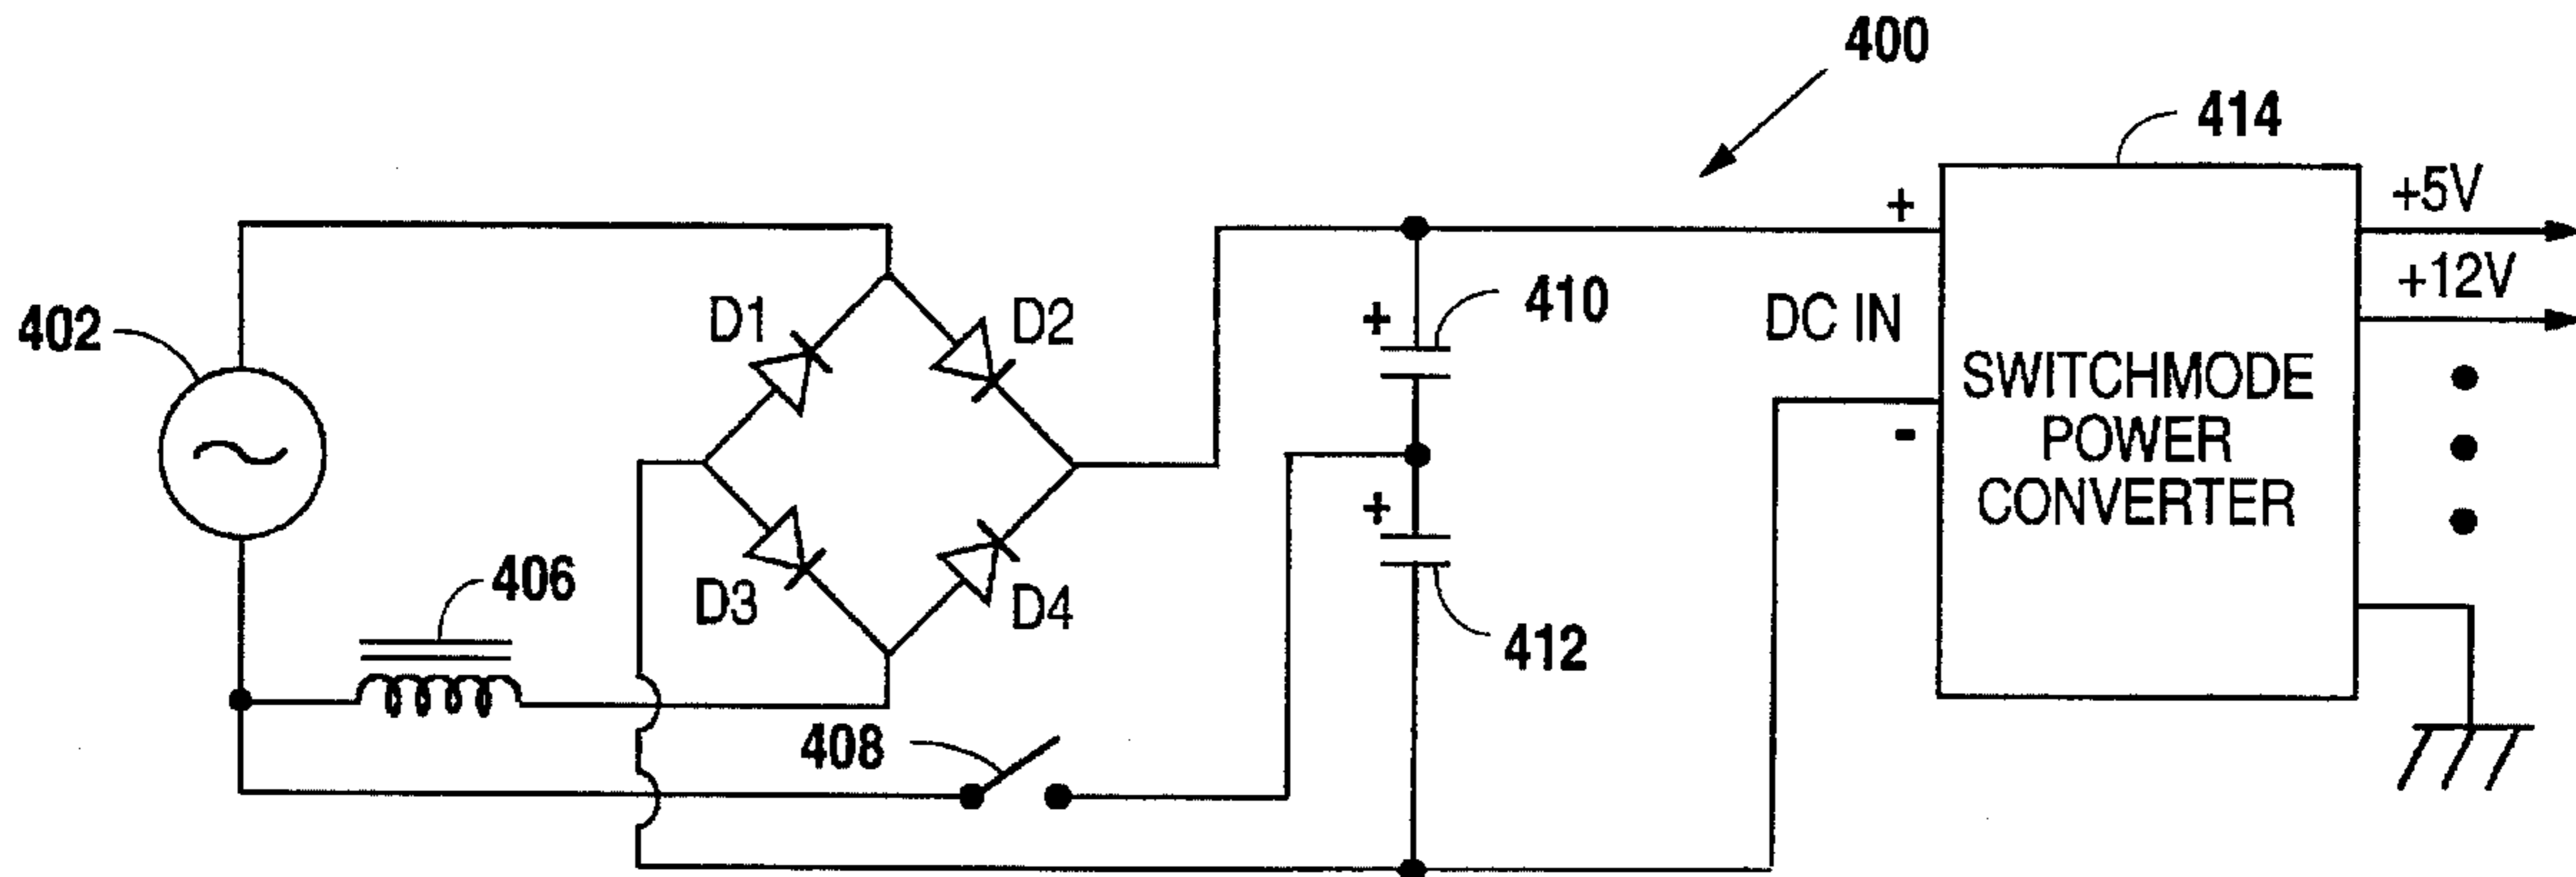 400
414
+5V
+
+12V
D1
D2
410
402
+
DC IN
SWITCHMODE
POWER
CONVERTER
-
+
406
D3
D4
412
408